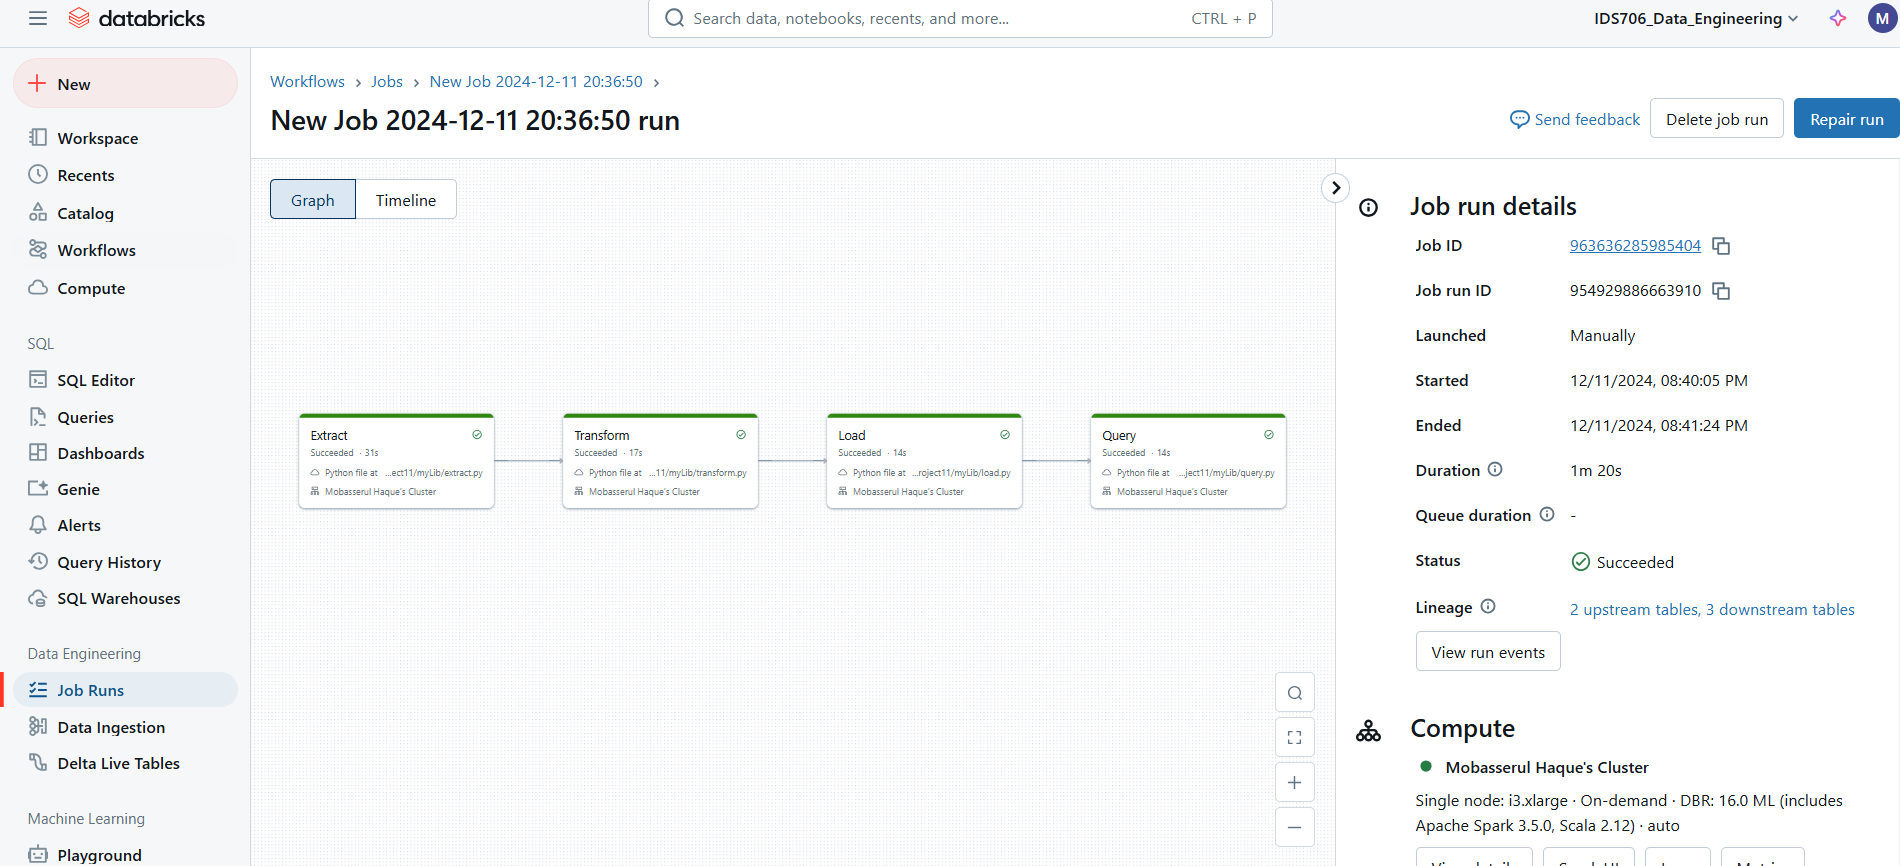 databricks
Search data, notebooks, recents, and more...
CTRL + P
IDS706_Data_Engineering
M
New
Workspace
Recents
Catalog
Workflows
Compute
SQL
SQL Editor
Queries
Dashboards
Genie
Alerts
Query History
SQL Warehouses
Data Engineering
Job Runs
Data Ingestion
Delta Live Tables
Machine Learning
Playground
Workflows › Jobs › New Job 2024-12-11 20:36:50 ›
New Job 2024-12-11 20:36:50 run
Send feedback
Delete job run
Repair run
Graph
Timeline
Extract
Succeeded · 31s
Python file at ...ect11/myLib/extract.py
Mobasserul Haque's Cluster
Transform
Succeeded · 17s
Python file at ...11/myLib/transform.py
Mobasserul Haque's Cluster
Load
Succeeded · 14s
Python file at ...roject11/myLib/load.py
Mobasserul Haque's Cluster
Query
Succeeded · 14s
Python file at ...ject11/myLib/query.py
Mobasserul Haque's Cluster
Job run details
Job ID 963636285985404
Job run ID 954929886663910
Launched Manually
Started 12/11/2024, 08:40:05 PM
Ended 12/11/2024, 08:41:24 PM
Duration 1m 20s
Queue duration -
Status Succeeded
Lineage 2 upstream tables, 3 downstream tables
View run events
Compute
Mobasserul Haque's Cluster
Single node: i3.xlarge · On-demand · DBR: 16.0 ML (includes
Apache Spark 3.5.0, Scala 2.12) · auto